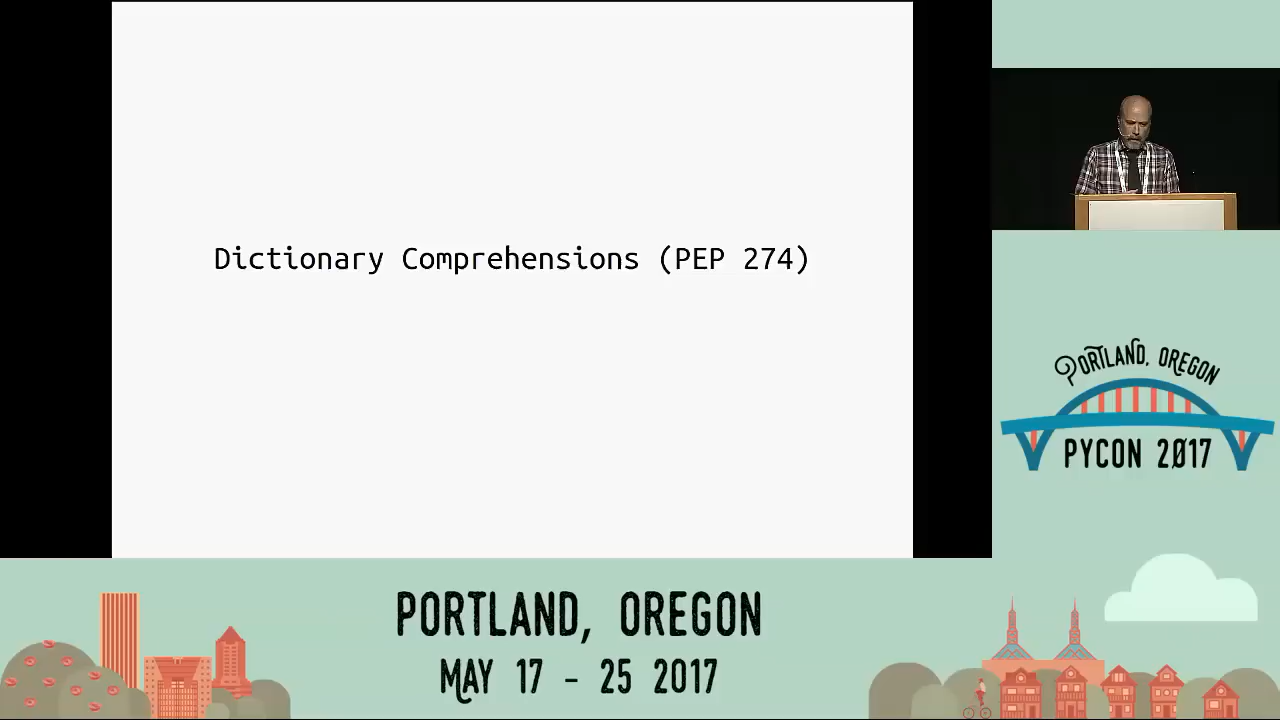 Dictionary Comprehensions (PEP 274)
PORTLAND, OREGON
PYCON 2017
PORTLAND, OREGON
MAY 17 - 25 2017